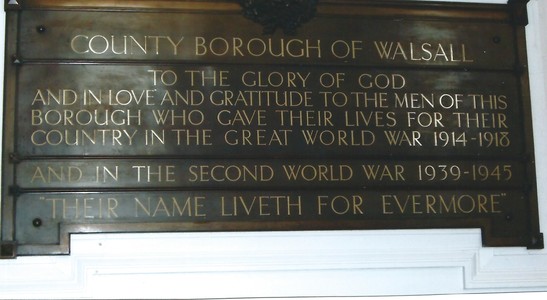 COUNTY BOROUGH OF WALSALL
TO THE GLORY OF GOD
AND IN LOVE AND GRATITUDE TO THE MEN OF THIS
BOROUGH WHO GAVE THEIR LIVES FOR THEIR
COUNTRY IN THE GREAT WORLD WAR 1914-1918
AND IN THE SECOND WORLD WAR 1939-1945
"THEIR NAME LIVETH FOR EVERMORE"